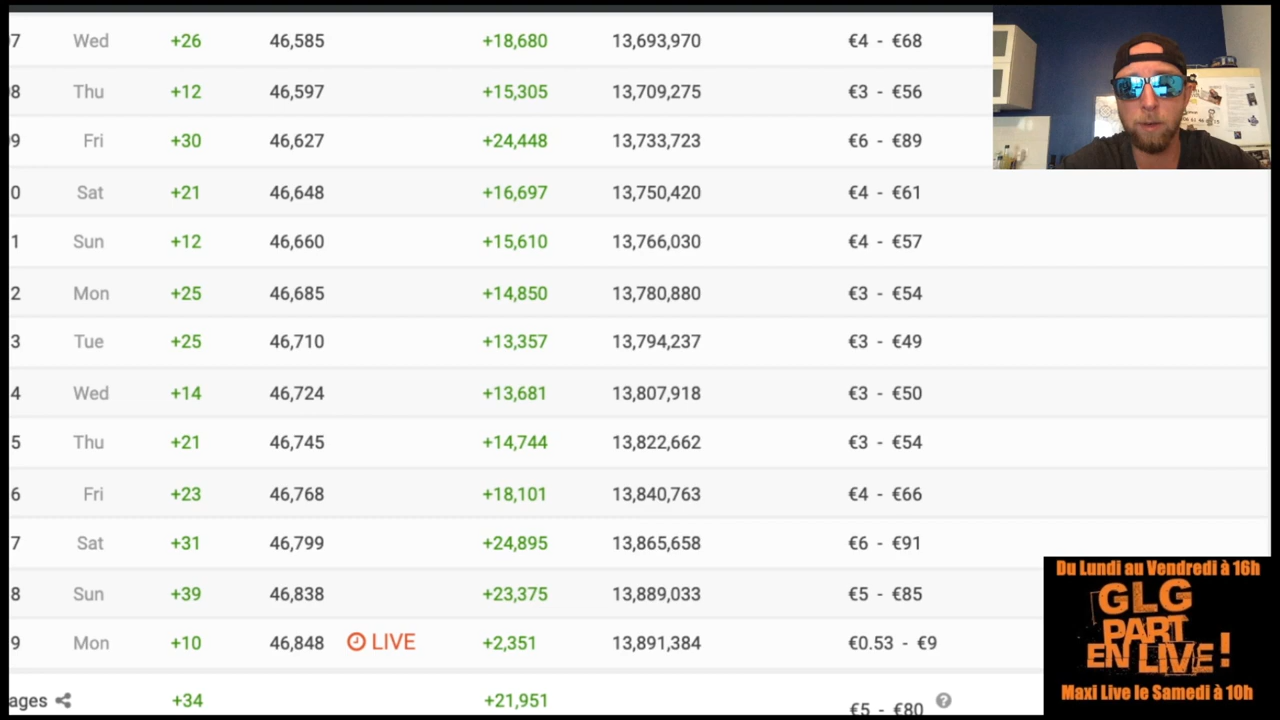 7 Wed +26 46,585 +18,680 13,693,970 €4 - €68
8 Thu +12 46,597 +15,305 13,709,275 €3 - €56
9 Fri +30 46,627 +24,448 13,733,723 €6 - €89
0 Sat +21 46,648 +16,697 13,750,420 €4 - €61
1 Sun +12 46,660 +15,610 13,766,030 €4 - €57
2 Mon +25 46,685 +14,850 13,780,880 €3 - €54
3 Tue +25 46,710 +13,357 13,794,237 €3 - €49
4 Wed +14 46,724 +13,681 13,807,918 €3 - €50
5 Thu +21 46,745 +14,744 13,822,662 €3 - €54
6 Fri +23 46,768 +18,101 13,840,763 €4 - €66
7 Sat +31 46,799 +24,895 13,865,658 €6 - €91
8 Sun +39 46,838 +23,375 13,889,033 €5 - €85
9 Mon +10 46,848 LIVE +2,351 13,891,384 €0.53 - €9
ages +34 +21,951 €5 - €80 ?
Du Lundi au Vendredi à 16h
GLG
PART
EN LIVE !
Maxi Live le Samedi à 10h